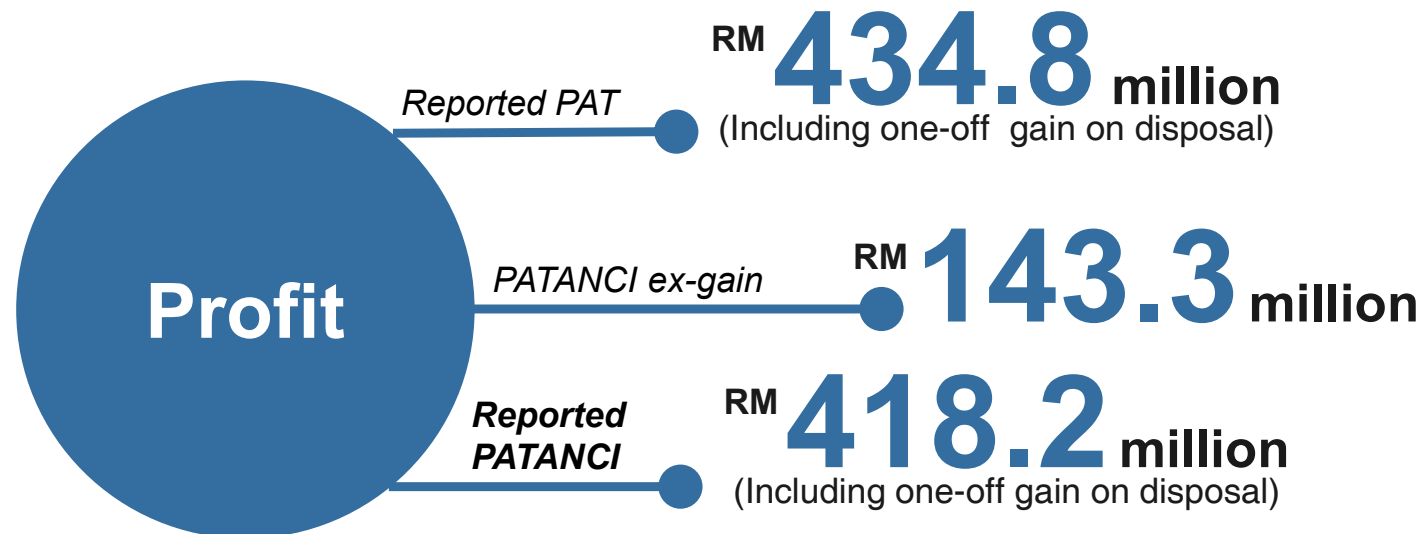 Profit
Reported PAT
RM 434.8 million
(Including one-off gain on disposal)
PATANCI ex-gain
RM 143.3 million
Reported
PATANCI
RM 418.2 million
(Including one-off gain on disposal)